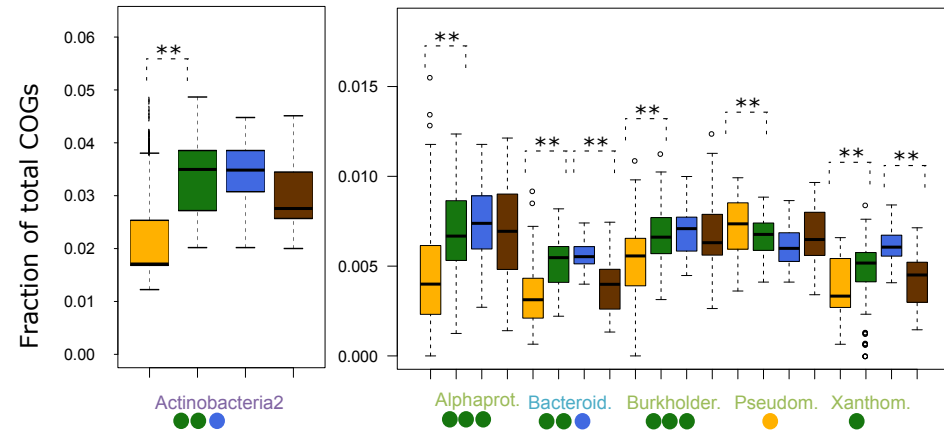 Fraction of total COGs
0.06
0.05
0.04
0.03
0.02
0.01
0.00
**
Actinobacteria2
0.015
0.010
0.005
0.000
**
**
**
**
**
**
**
Alphaprot.
Bacteroid.
Burkholder.
Pseudom.
Xanthom.